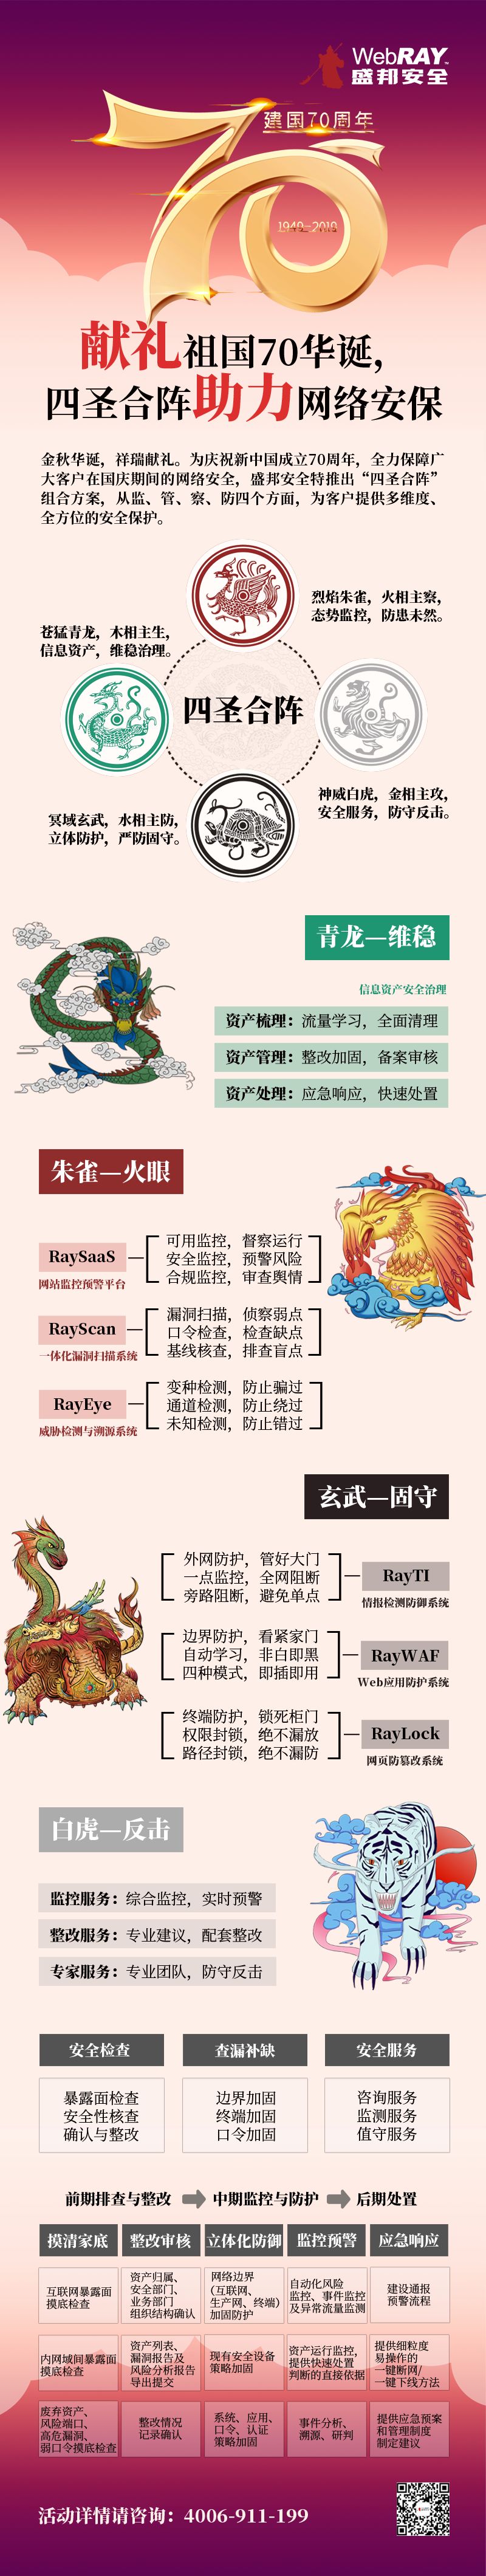 WebRAY
盛邦安全
建国70周年
70
1949-2019
献礼祖国70华诞,
四圣合阵助力网络安保
金秋华诞，祥瑞献礼。为庆祝新中国成立70周年，全力保障广
大客户在国庆期间的网络安全，盛邦安全特推出“四圣合阵”
组合方案，从监、管、察、防四个方面，为客户提供多维度、
全方位的安全保护。
烈焰朱雀，火相主察，
态势监控，防患未然。
苍猛青龙，木相主生，
信息资产，维稳治理。
四圣合阵
神威白虎，金相主攻，
安全服务，防守反击。
冥域玄武，水相主防，
立体防护，严防固守。
青龙—维稳
信息资产安全治理
资产梳理：流量学习，全面清理
资产管理：整改加固，备案审核
资产处理：应急响应，快速处置
朱雀—火眼
RaySaaS
网站监控预警平台
可用监控，督察运行
安全监控，预警风险
合规监控，审查舆情
RayScan
一体化漏洞扫描系统
漏洞扫描，侦察弱点
口令检查，检查缺点
基线核查，排查盲点
RayEye
威胁检测与溯源系统
变种检测，防止骗过
通道检测，防止绕过
未知检测，防止错过
玄武—固守
外网防护，管好大门
一点监控，全网阻断
旁路阻断，避免单点
RayTI
情报检测防御系统
边界防护，看紧家门
自动学习，非白即黑
四种模式，即插即用
RayWAF
Web应用防护系统
终端防护，锁死柜门
权限封锁，绝不漏放
路径封锁，绝不漏防
RayLock
网页防篡改系统
白虎—反击
监控服务：综合监控，实时预警
整改服务：专业建议，配套整改
专家服务：专业团队，防守反击
安全检查
暴露面检查
安全性核查
确认与整改
查漏补缺
边界加固
终端加固
口令加固
安全服务
咨询服务
监测服务
值守服务
前期排查与整改
中期监控与防护
后期处置
摸清家底
整改审核
立体化防御
监控预警
应急响应
互联网暴露面
摸底检查
资产归属、
安全部门、
业务部门
组织结构确认
网络边界
（互联网、
生产网、终端）
加固防护
自动化风险
监控、事件监控
及异常流量监测
建设通报
预警流程
内网域间暴露面
摸底检查
资产列表、
漏洞报告及
风险分析报告
导出提交
现有安全设备
策略加固
资产运行监控，
提供快速处置
判断的直接依据
提供细粒度
易操作的
一键断网/
一键下线方法
废弃资产、
风险端口、
高危漏洞、
弱口令摸底检查
整改情况
记录确认
系统、应用、
口令、认证
策略加固
事件分析、
溯源、研判
提供应急预案
和管理制度
制定建议
活动详情请咨询：4006-911-199